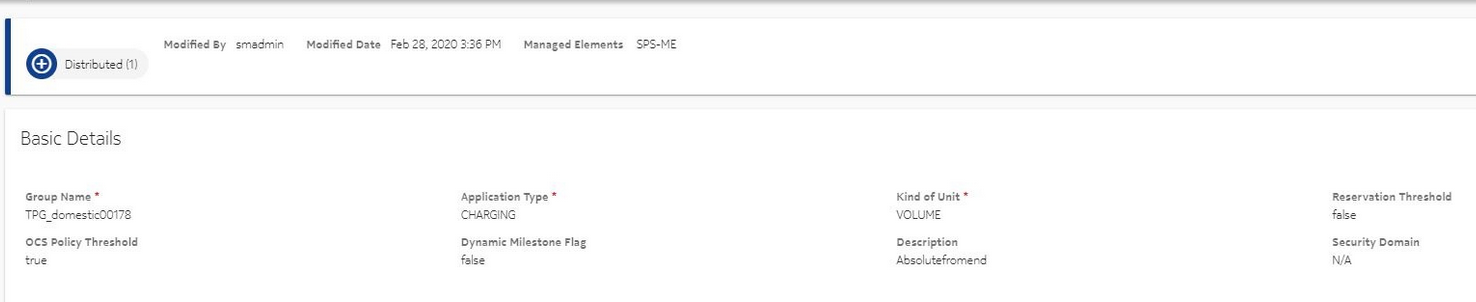 Modified By smadmin Modified Date Feb 28, 2020 3:36 PM Managed Elements SPS-ME
Distributed (1)
Basic Details
Group Name * Application Type * Kind of Unit * Reservation Threshold
TPG_domestic00178 CHARGING VOLUME false
OCS Policy Threshold Dynamic Milestone Flag Description Security Domain
true false Absolutefromend N/A